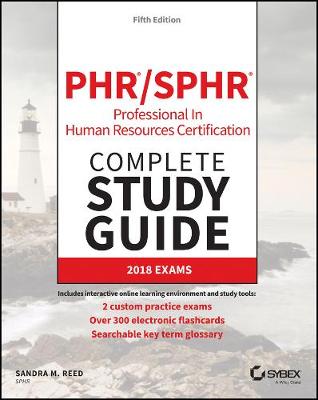 Fifth Edition
PHR®/SPHR®
Professional In
Human Resources Certification
COMPLETE
STUDY
GUIDE
2018 EXAMS
Includes interactive online learning environment and study tools:
2 custom practice exams
Over 300 electronic flashcards
Searchable key term glossary
SANDRA M. REED
SPHR
SYBEX
A Wiley Brand